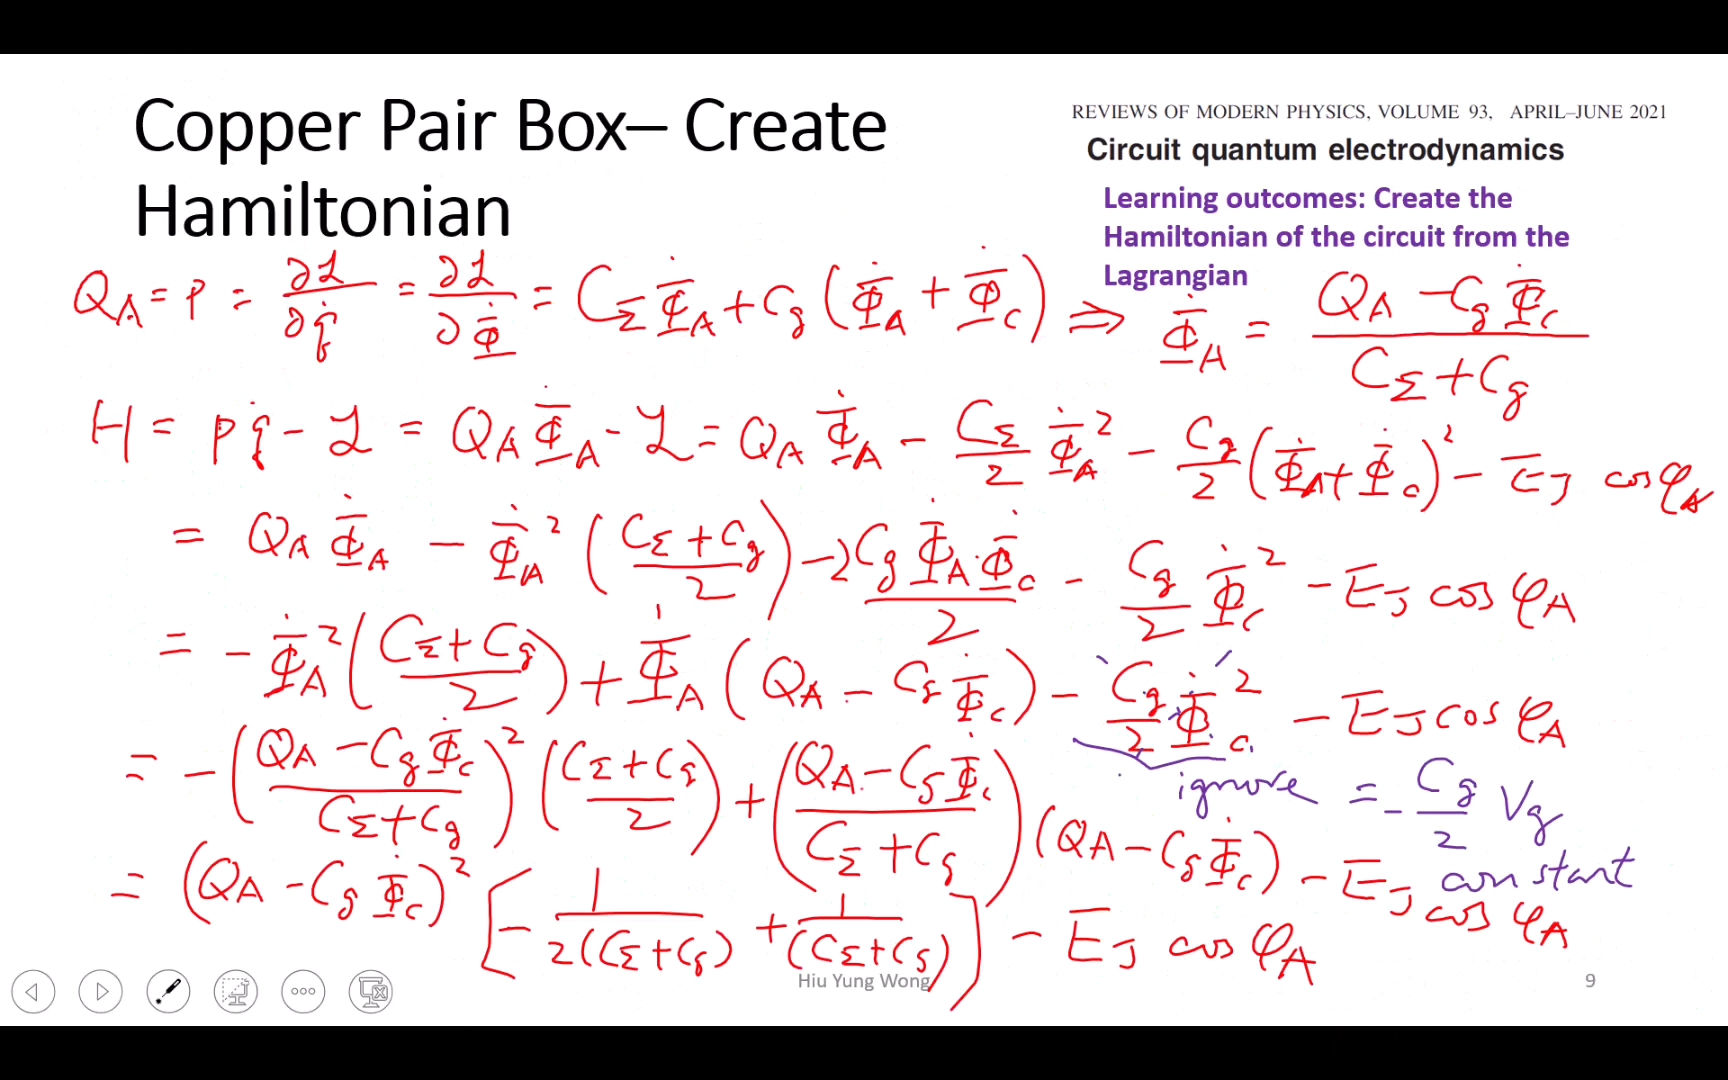 Copper Pair Box– Create
Hamiltonian
REVIEWS OF MODERN PHYSICS, VOLUME 93, APRIL–JUNE 2021
Circuit quantum electrodynamics
Learning outcomes: Create the
Hamiltonian of the circuit from the
Lagrangian
Q_A = p = ∂ℒ/∂q̇ = ∂ℒ/∂Φ̇ = C_Σ Φ̇_A + C_g (Φ̇_A + Φ̇_c) ⇒ Φ̇_A = (Q_A − C_g Φ̇_c)/(C_Σ + C_g)
H = p q̇ − ℒ = Q_A Φ̇_A − ℒ = Q_A Φ̇_A − C_Σ/2 Φ̇_A² − C_g/2 (Φ̇_A + Φ̇_c)² − E_J cos φ_A
= Q_A Φ̇_A − Φ̇_A² ((C_Σ + C_g)/2) − 2C_g Φ̇_A · Φ̇_c/2 − C_g/2 Φ̇_c² − E_J cos φ_A
= − Φ̇_A² ((C_Σ + C_g)/2) + Φ̇_A (Q_A − C_g Φ̇_c) − C_g/2 Φ̇_c² − E_J cos φ_A
ignore = − C_g/2 V_g
constant
= − ((Q_A − C_g Φ̇_c)/(C_Σ + C_g))² ((C_Σ + C_g)/2) + ((Q_A − C_g Φ̇_c)/(C_Σ + C_g)) (Q_A − C_g Φ̇_c) − E_J cos φ_A
= (Q_A − C_g Φ̇_c)² [− 1/(2(C_Σ + C_g)) + 1/((C_Σ + C_g))] − E_J cos φ_A
Hiu Yung Wong
9